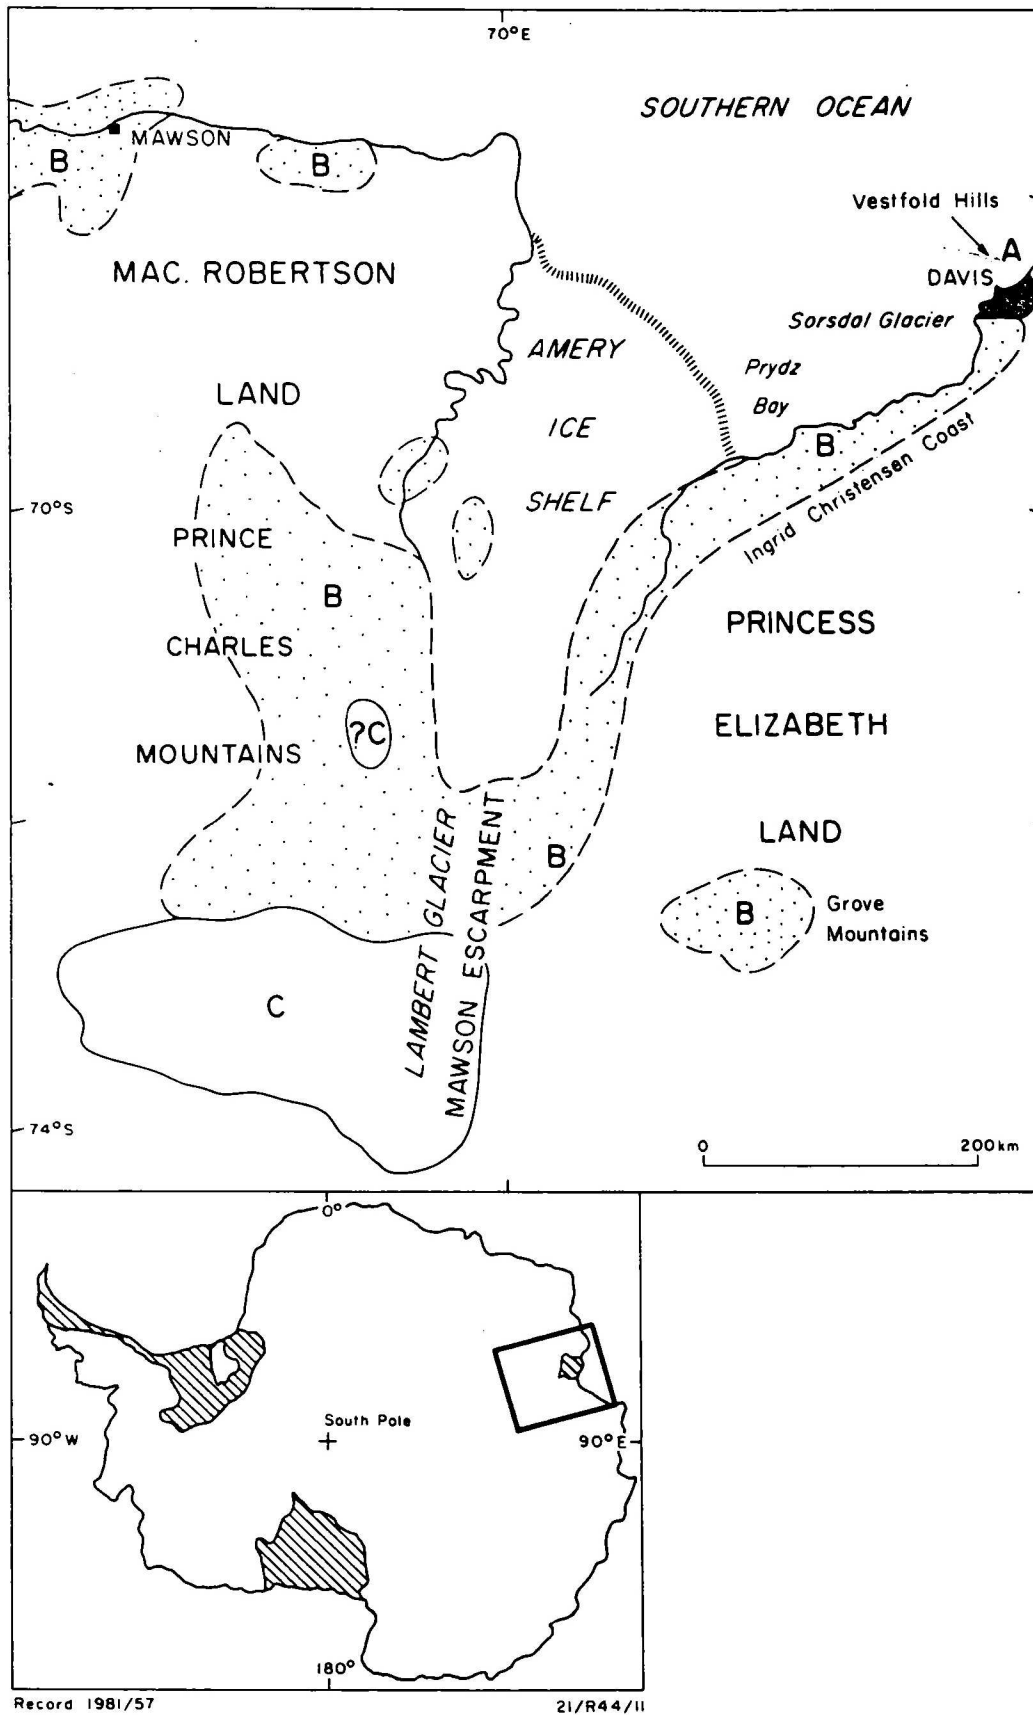 70°E
SOUTHERN OCEAN
MAWSON
B
B
Vestfold Hills
A
DAVIS
MAC. ROBERTSON
Sorsdal Glacier
AMERY
Prydz
LAND
Bay
ICE
B
Ingrid Christensen Coast
70°S
SHELF
PRINCE
B
CHARLES
PRINCESS
?C
ELIZABETH
MOUNTAINS
LAND
LAMBERT GLACIER
MAWSON ESCARPMENT
B
B
Grove
Mountains
C
74°S
0
200km
0°
South Pole
90°W
90°E
180°
Record 1981/57
21/R44/11